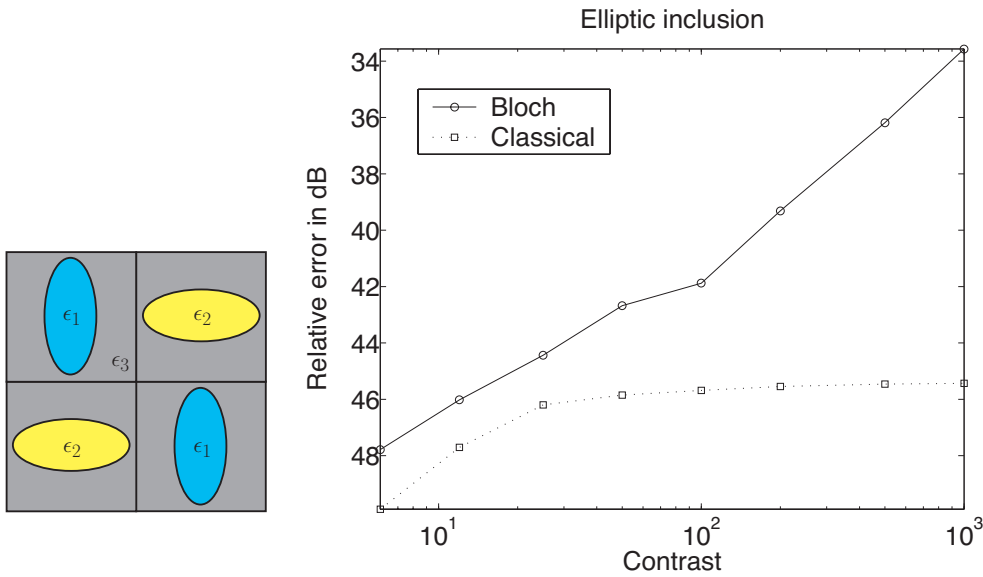 ϵ1
ϵ2
ϵ3
ϵ2
ϵ1
Elliptic inclusion
Bloch
Classical
Relative error in dB
34
36
38
40
42
44
46
48
10^1
10^2
10^3
Contrast